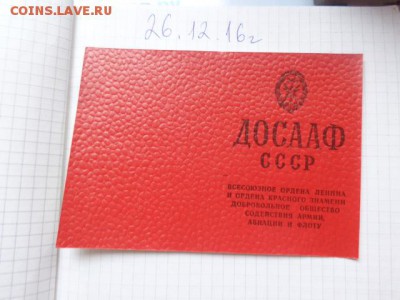 COINS.LAVE.RU
26.12.16г
ДОСААФ
СССР
ВСЕСОЮЗНОЕ ОРДЕНА ЛЕНИНА
И ОРДЕНА КРАСНОГО ЗНАМЕНИ
ДОБРОВОЛЬНОЕ ОБЩЕСТВО
СОДЕЙСТВИЯ АРМИИ,
АВИАЦИИ И ФЛОТУ